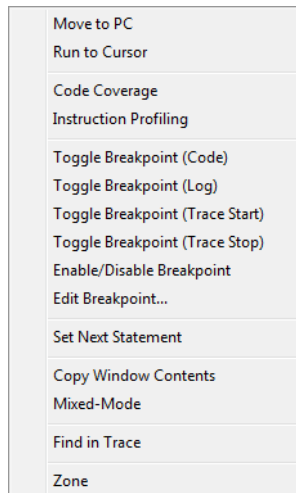 Move to PC
Run to Cursor
Code Coverage
Instruction Profiling
Toggle Breakpoint (Code)
Toggle Breakpoint (Log)
Toggle Breakpoint (Trace Start)
Toggle Breakpoint (Trace Stop)
Enable/Disable Breakpoint
Edit Breakpoint...
Set Next Statement
Copy Window Contents
Mixed-Mode
Find in Trace
Zone